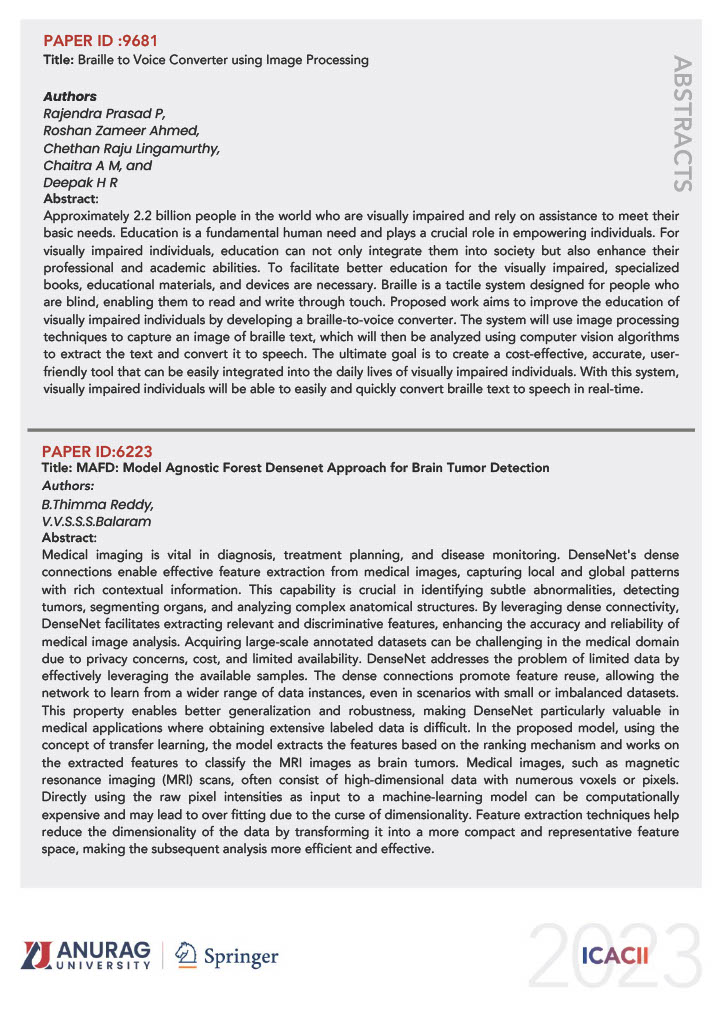 PAPER ID :9681
Title: Braille to Voice Converter using Image Processing
ABSTRACTS
Authors
Rajendra Prasad P,
Roshan Zameer Ahmed,
Chethan Raju Lingamurthy,
Chaitra A M, and
Deepak H R
Abstract:
Approximately 2.2 billion people in the world who are visually impaired and rely on assistance to meet their
basic needs. Education is a fundamental human need and plays a crucial role in empowering individuals. For
visually impaired individuals, education can not only integrate them into society but also enhance their
professional and academic abilities. To facilitate better education for the visually impaired, specialized
books, educational materials, and devices are necessary. Braille is a tactile system designed for people who
are blind, enabling them to read and write through touch. Proposed work aims to improve the education of
visually impaired individuals by developing a braille-to-voice converter. The system will use image processing
techniques to capture an image of braille text, which will then be analyzed using computer vision algorithms
to extract the text and convert it to speech. The ultimate goal is to create a cost-effective, accurate, user-
friendly tool that can be easily integrated into the daily lives of visually impaired individuals. With this system,
visually impaired individuals will be able to easily and quickly convert braille text to speech in real-time.
PAPER ID:6223
Title: MAFD: Model Agnostic Forest Densenet Approach for Brain Tumor Detection
Authors:
B.Thimma Reddy,
V.V.S.S.S.Balaram
Abstract:
Medical imaging is vital in diagnosis, treatment planning, and disease monitoring. DenseNet's dense
connections enable effective feature extraction from medical images, capturing local and global patterns
with rich contextual information. This capability is crucial in identifying subtle abnormalities, detecting
tumors, segmenting organs, and analyzing complex anatomical structures. By leveraging dense connectivity,
DenseNet facilitates extracting relevant and discriminative features, enhancing the accuracy and reliability of
medical image analysis. Acquiring large-scale annotated datasets can be challenging in the medical domain
due to privacy concerns, cost, and limited availability. DenseNet addresses the problem of limited data by
effectively leveraging the available samples. The dense connections promote feature reuse, allowing the
network to learn from a wider range of data instances, even in scenarios with small or imbalanced datasets.
This property enables better generalization and robustness, making DenseNet particularly valuable in
medical applications where obtaining extensive labeled data is difficult. In the proposed model, using the
concept of transfer learning, the model extracts the features based on the ranking mechanism and works on
the extracted features to classify the MRI images as brain tumors. Medical images, such as magnetic
resonance imaging (MRI) scans, often consist of high-dimensional data with numerous voxels or pixels.
Directly using the raw pixel intensities as input to a machine-learning model can be computationally
expensive and may lead to over fitting due to the curse of dimensionality. Feature extraction techniques help
reduce the dimensionality of the data by transforming it into a more compact and representative feature
space, making the subsequent analysis more efficient and effective.
ANURAG
UNIVERSITY
Springer
2023
ICACII